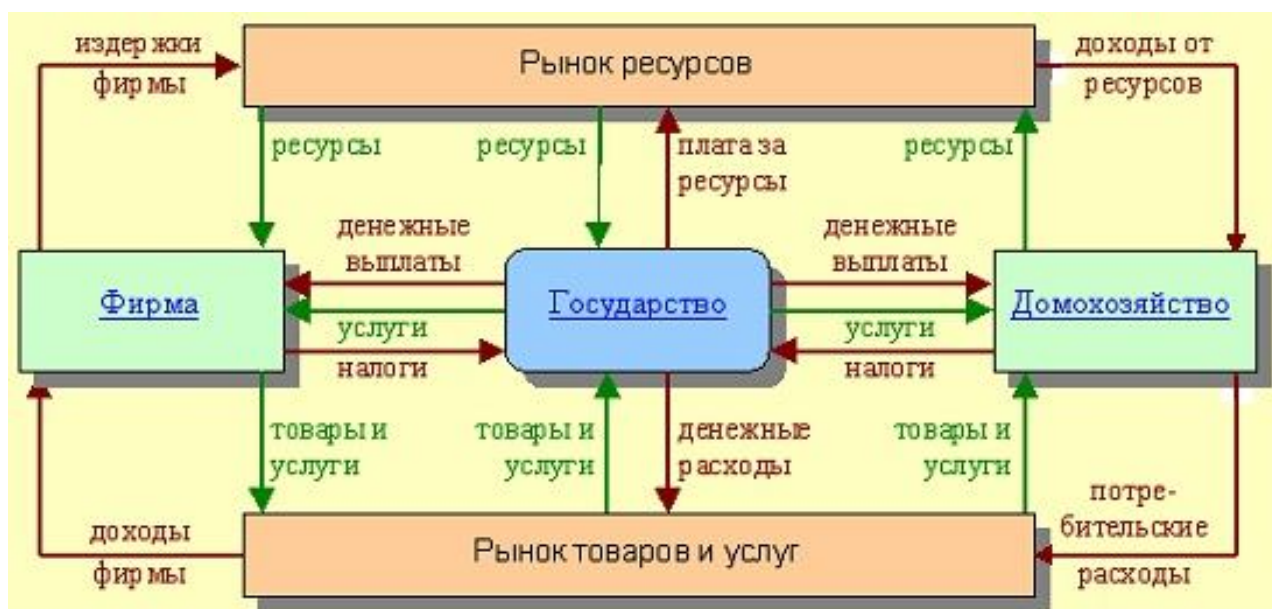 издержки
фирмы
Рынок ресурсов
доходы от
ресурсов
ресурсы
ресурсы
плата за
ресурсы
ресурсы
денежные
выплаты
денежные
выплаты
Фирма
Государство
Домохозяйство
услуги
налоги
услуги
налоги
товары и
услуги
товары и
услуги
денежные
расходы
товары и
услуги
доходы
фирмы
Рынок товаров и услуг
потре-
бительские
расходы